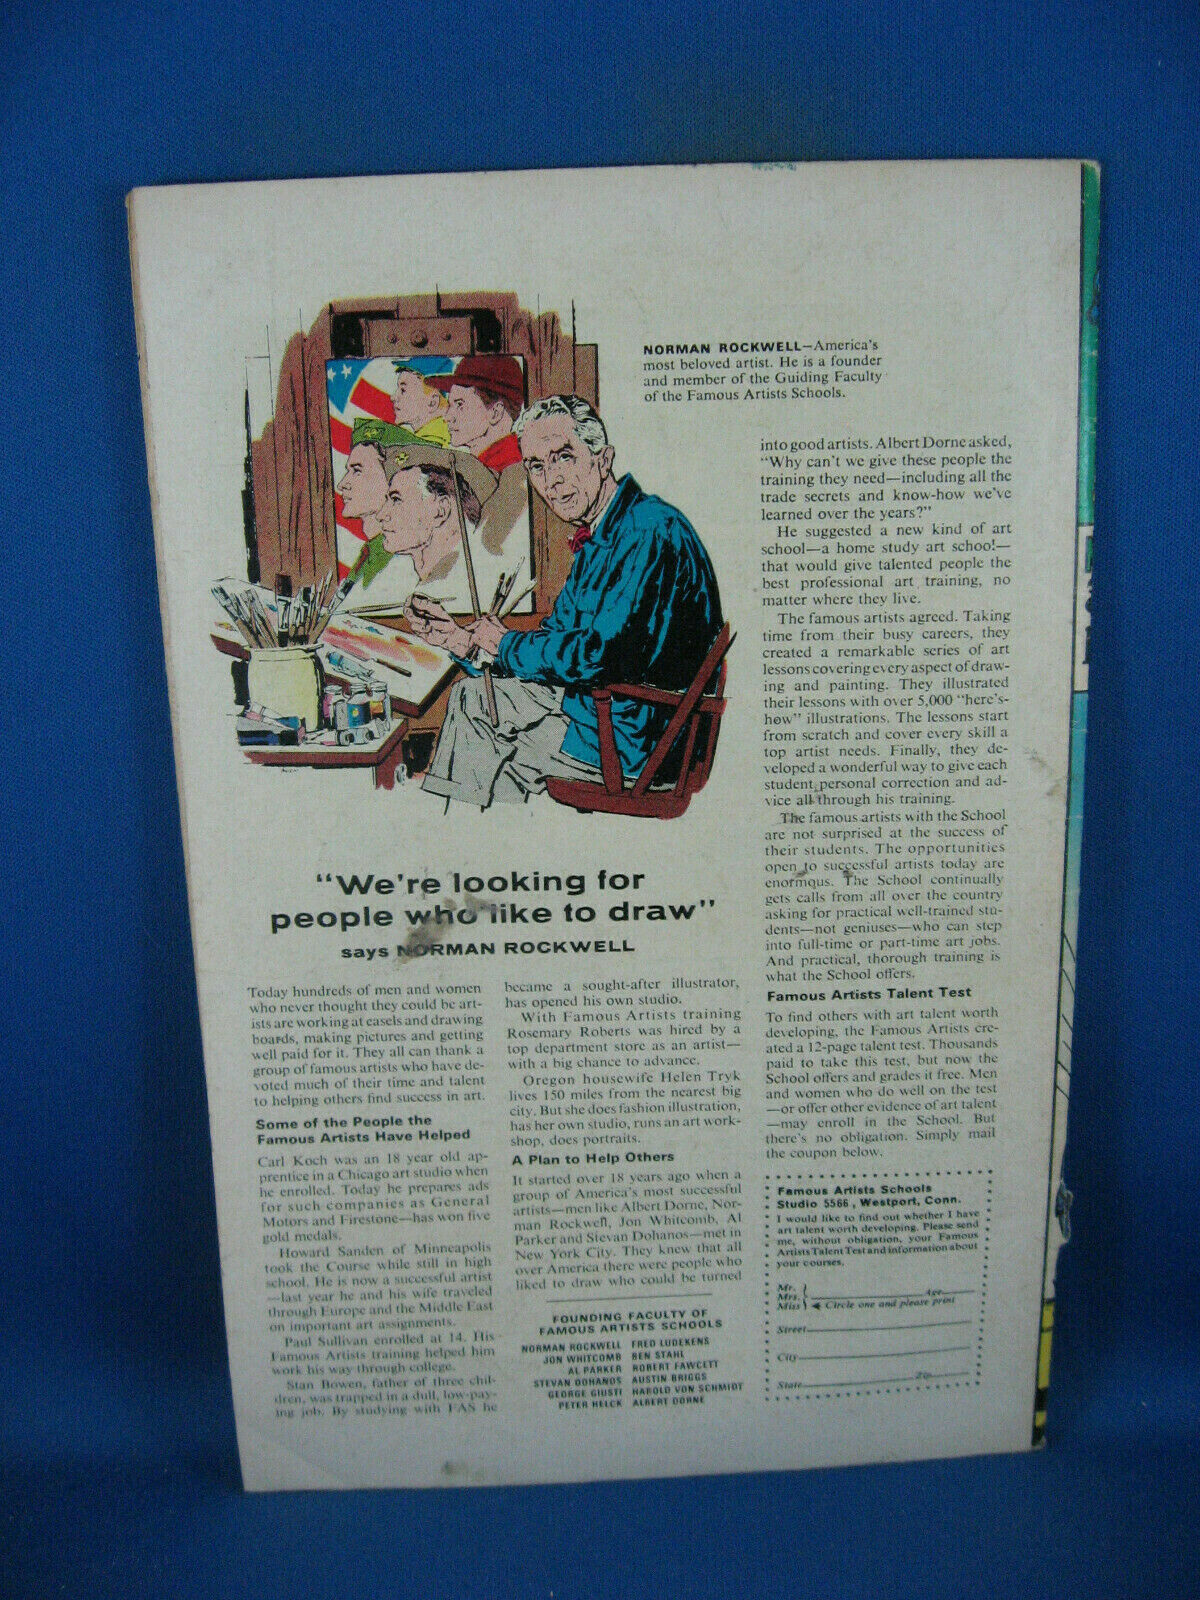 NORMAN ROCKWELL—America's
most beloved artist. He is a founder
and member of the Guiding Faculty
of the Famous Artists Schools.
"We're looking for
people who like to draw"
says NORMAN ROCKWELL
Today hundreds of men and women
who never thought they could be art-
ists are working at easels and drawing
boards, making pictures and getting
well paid for it. They all can thank a
group of famous artists who have de-
voted much of their time and talent
to helping others find success in art.
Some of the People the
Famous Artists Have Helped
Carl Koch was an 18 year old ap-
prentice in a Chicago art studio when
he enrolled. Today he prepares ads
for such companies as General
Motors and Firestone—has won five
gold medals.
Howard Sanden of Minneapolis
took the Course while still in high
school. He is now a successful artist
—last year he and his wife traveled
through Europe and the Middle East
on important art assignments.
Paul Sullivan enrolled at 14. His
Famous Artists training helped him
work his way through college.
Stan Bowen, father of three chil-
dren, was trapped in a dull, low-pay-
ing job. By studying with FAS he
became a sought-after illustrator,
has opened his own studio.
With Famous Artists training
Rosemary Roberts was hired by a
top department store as an artist—
with a big chance to advance.
Oregon housewife Helen Tryk
lives 150 miles from the nearest big
city. But she does fashion illustration,
has her own studio, runs an art work-
shop, does portraits.
A Plan to Help Others
It started over 18 years ago when a
group of America's most successful
artists—men like Albert Dorne, Nor-
man Rockwell, Jon Whitcomb, Al
Parker and Stevan Dohanos—met in
New York City. They knew that all
over America there were people who
liked to draw who could be turned
FOUNDING FACULTY OF
FAMOUS ARTISTS SCHOOLS
NORMAN ROCKWELL FRED LUDEKENS
JON WHITCOMB BEN STAHL
AL PARKER ROBERT FAWCETT
STEVAN DOHANOS AUSTIN BRIGGS
GEORGE GIUSTI HAROLD VON SCHMIDT
PETER HELCK ALBERT DORNE
into good artists. Albert Dorne asked,
"Why can't we give these people the
training they need—including all the
trade secrets and know-how we've
learned over the years?"
He suggested a new kind of art
school—a home study art school—
that would give talented people the
best professional art training, no
matter where they live.
The famous artists agreed. Taking
time from their busy careers, they
created a remarkable series of art
lessons covering every aspect of draw-
ing and painting. They illustrated
their lessons with over 5,000 "here's-
how" illustrations. The lessons start
from scratch and cover every skill a
top artist needs. Finally, they de-
veloped a wonderful way to give each
student personal correction and ad-
vice all through his training.
The famous artists with the School
are not surprised at the success of
their students. The opportunities
open to successful artists today are
enormous. The School continually
gets calls from all over the country
asking for practical well-trained stu-
dents—not geniuses—who can step
into full-time or part-time art jobs.
And practical, thorough training is
what the School offers.
Famous Artists Talent Test
To find others with art talent worth
developing, the Famous Artists cre-
ated a 12-page talent test. Thousands
paid to take this test, but now the
School offers and grades it free. Men
and women who do well on the test
—or offer other evidence of art talent
—may enroll in the School. But
there's no obligation. Simply mail
the coupon below.
Famous Artists Schools
Studio 5566, Westport, Conn.
I would like to find out whether I have
art talent worth developing. Please send
me, without obligation, your Famous
Artists Talent Test and information about
your courses.
Mr.
Mrs. Age
Miss Circle one and please print
Street
City
State Zip